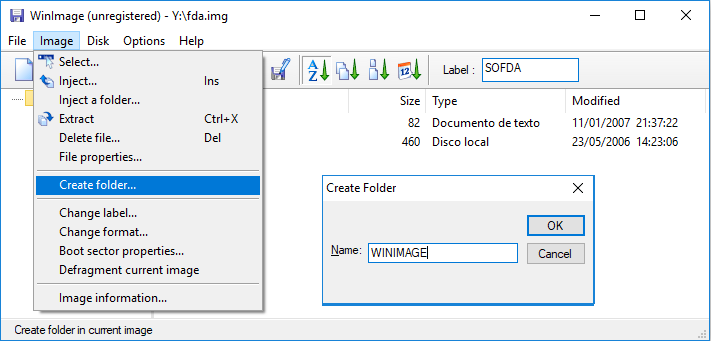 WinImage (unregistered) - Y:\fda.img
File Image Disk Options Help
Label : SOFDA
Select...
Inject... Ins
Inject a folder...
Extract Ctrl+X
Delete file... Del
File properties...
Create folder...
Change label...
Change format...
Boot sector properties...
Defragment current image
Image information...
Size Type Modified
82 Documento de texto 11/01/2007 21:37:22
460 Disco local 23/05/2006 14:23:06
Create Folder
OK
Name: WINIMAGE
Cancel
Create folder in current image